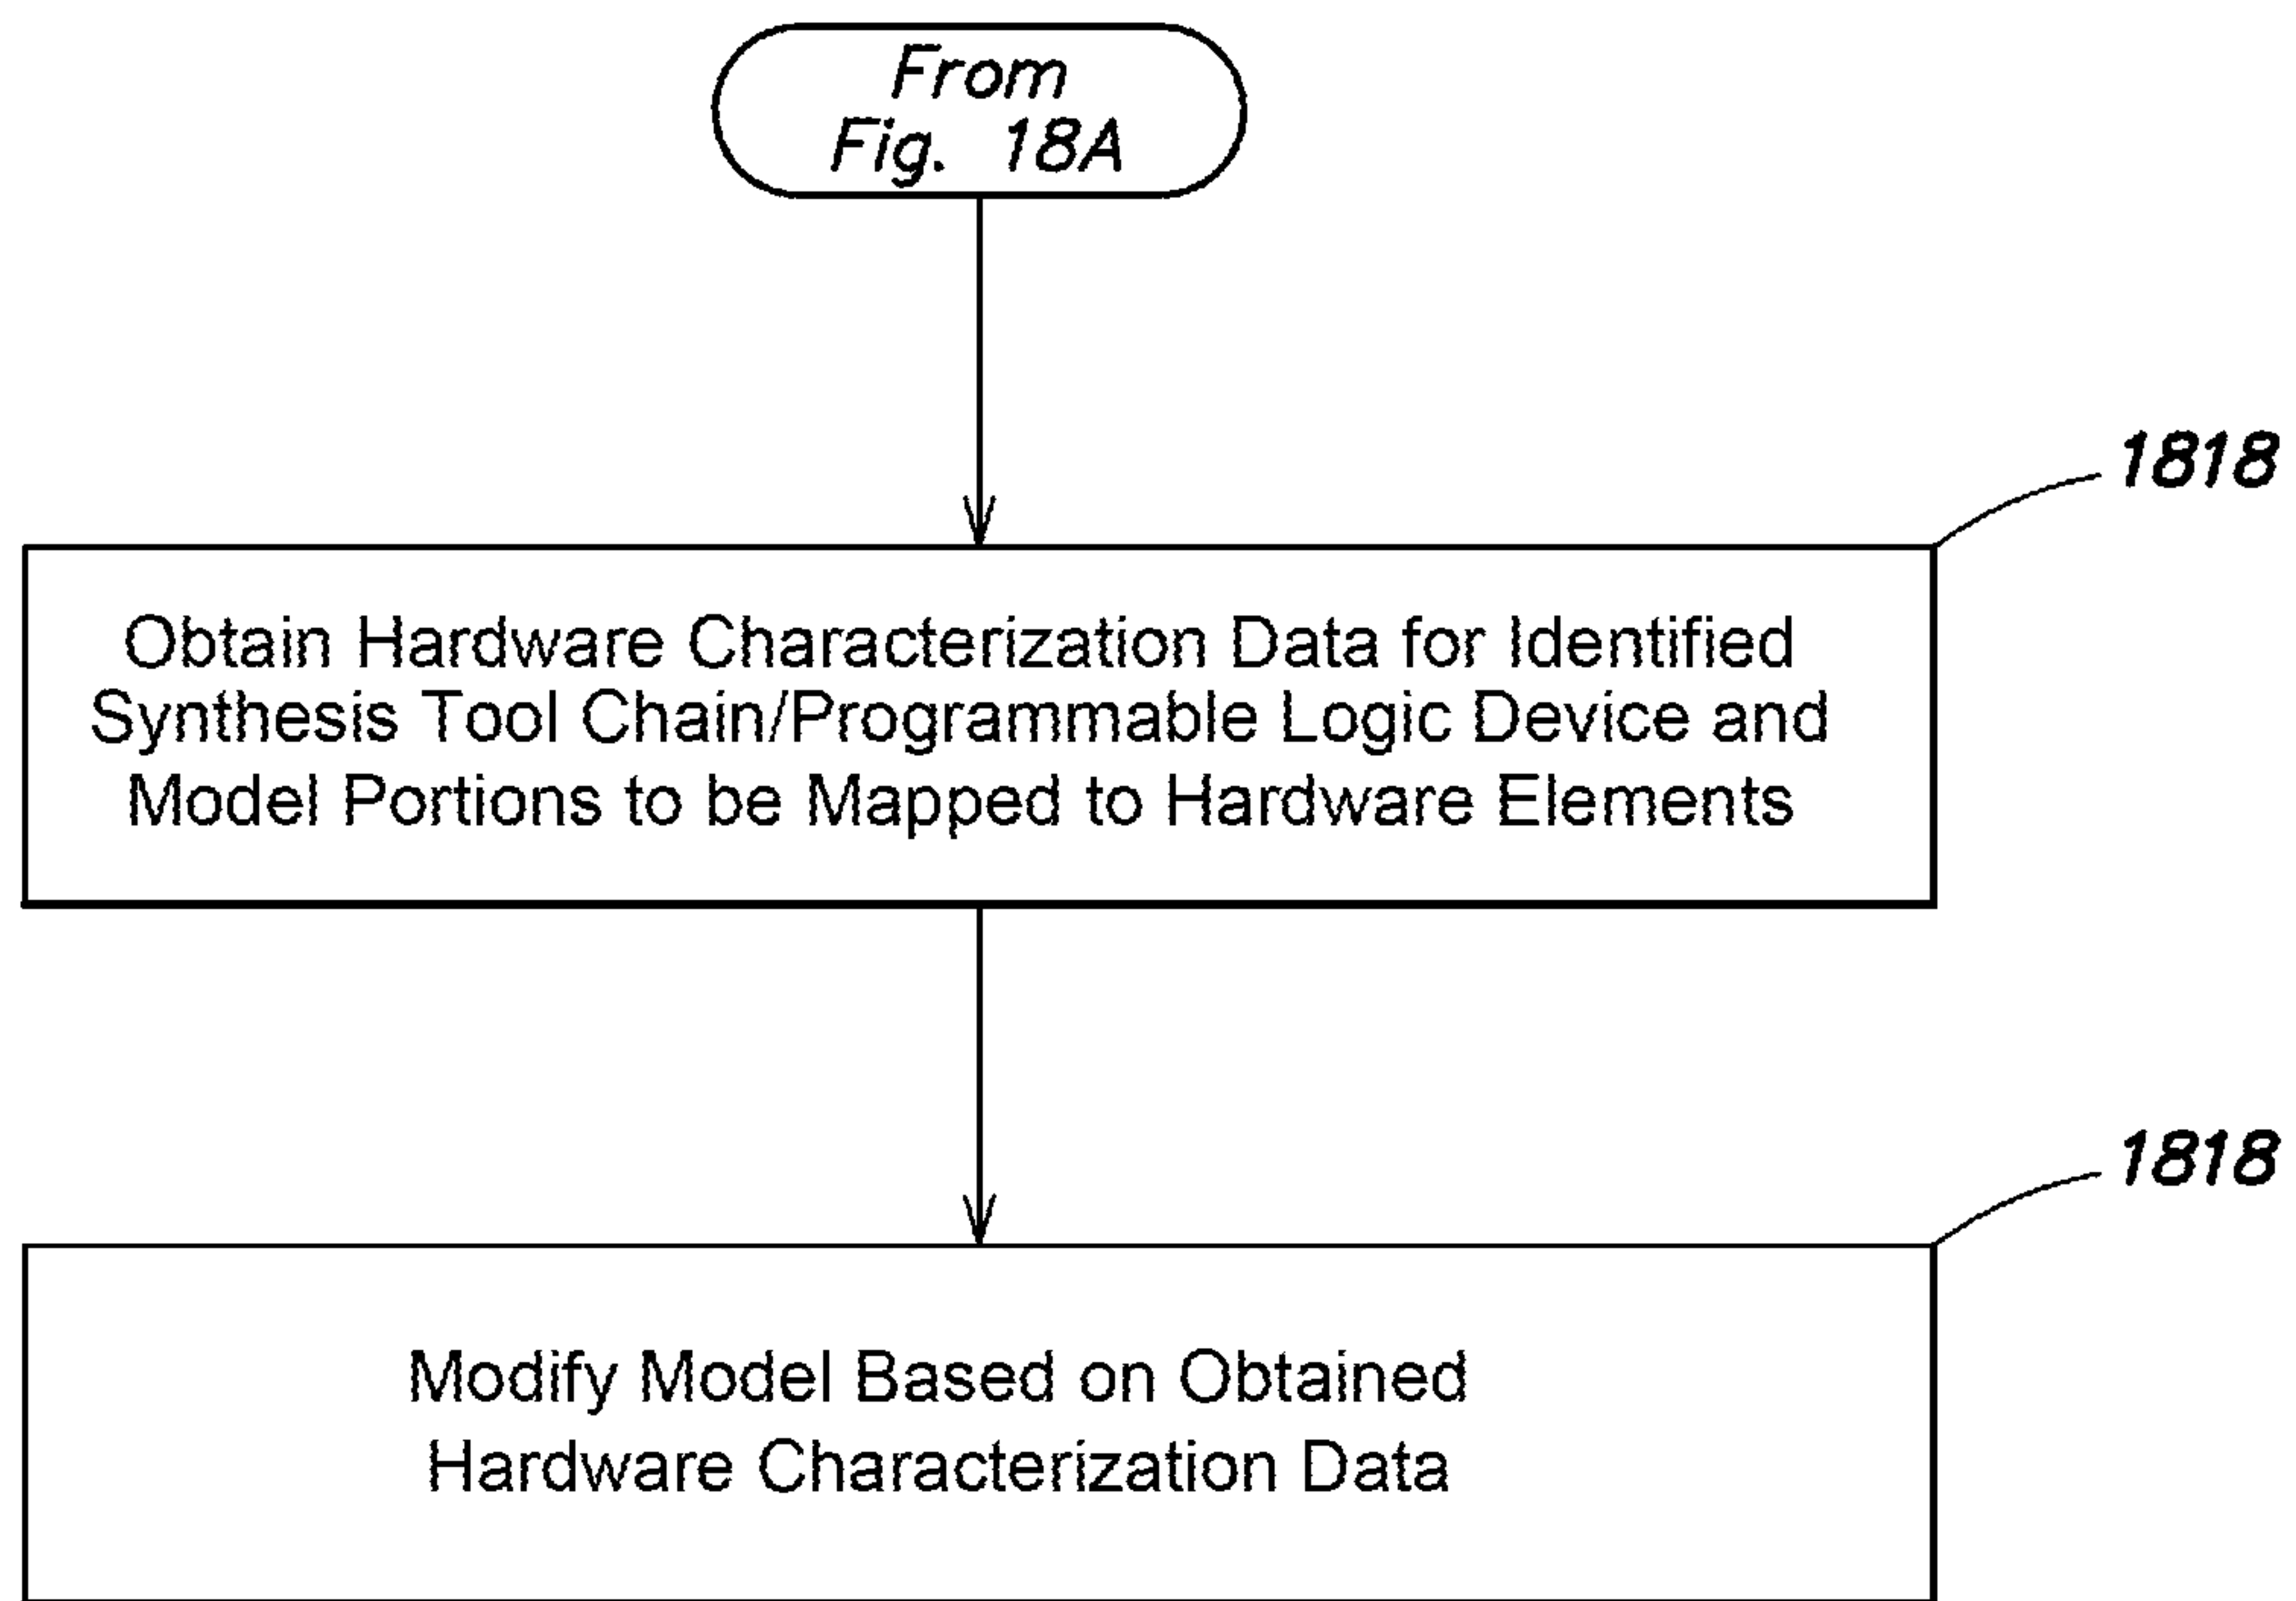 From
Fig. 18A
1818
Obtain Hardware Characterization Data for Identified
Synthesis Tool Chain/Programmable Logic Device and
Model Portions to be Mapped to Hardware Elements
1818
Modify Model Based on Obtained
Hardware Characterization Data